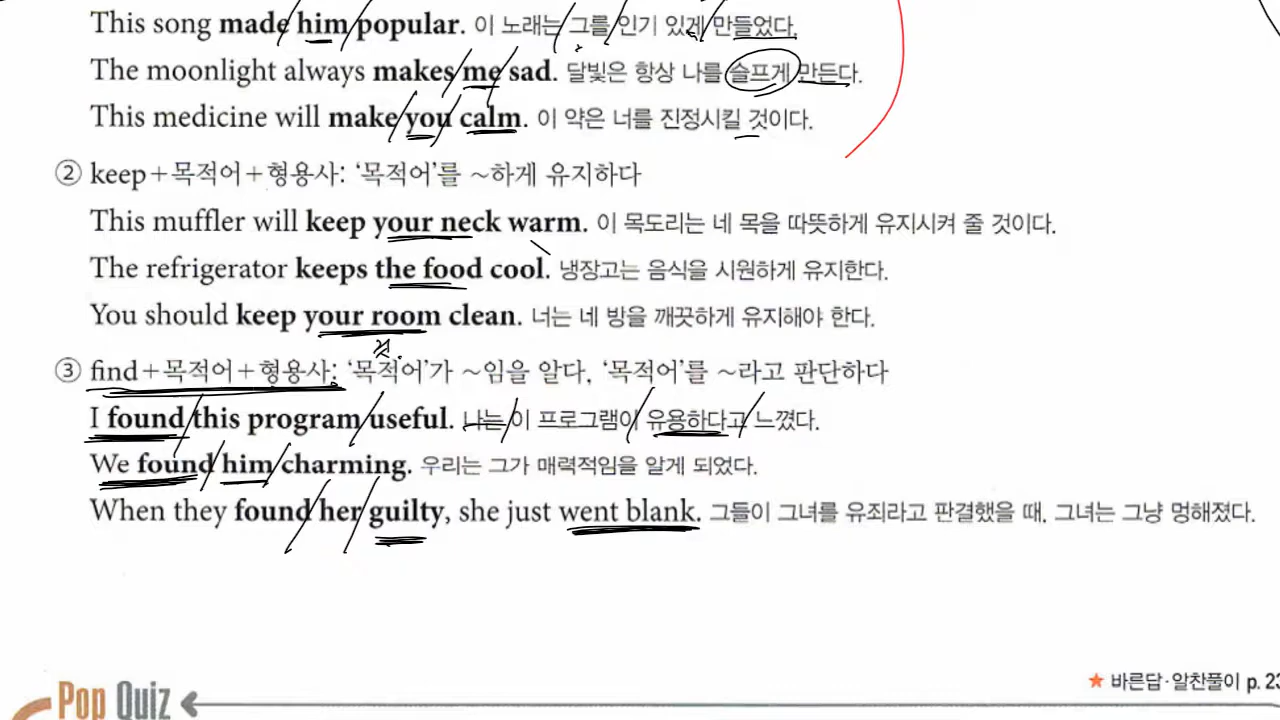 This song made him popular. 이 노래는 그를 인기 있게 만들었다.
The moonlight always makes me sad. 달빛은 항상 나를 슬프게 만든다.
This medicine will make you calm. 이 약은 너를 진정시킬 것이다.
② keep+목적어+형용사: ‘목적어’를 ~하게 유지하다
This muffler will keep your neck warm. 이 목도리는 네 목을 따뜻하게 유지시켜 줄 것이다.
The refrigerator keeps the food cool. 냉장고는 음식을 시원하게 유지한다.
You should keep your room clean. 너는 네 방을 깨끗하게 유지해야 한다.
③ find+목적어+형용사: ‘목적어’가 ~임을 알다, ‘목적어’를 ~라고 판단하다
I found this program useful. 나는 이 프로그램이 유용하다고 느꼈다.
We found him charming. 우리는 그가 매력적임을 알게 되었다.
When they found her guilty, she just went blank. 그들이 그녀를 유죄라고 판결했을 때, 그녀는 그냥 멍해졌다.
★ 바른답·알찬풀이 p. 23
Pop Quiz